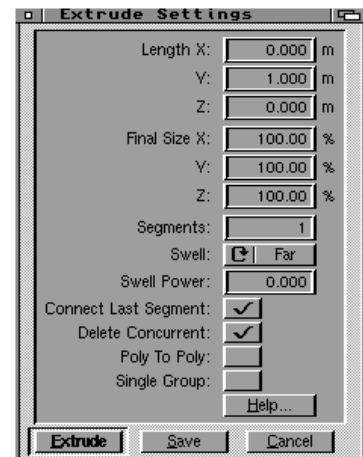 Extrude Settings
Length X: 0.000 m
Y: 1.000 m
Z: 0.000 m
Final Size X: 100.00 %
Y: 100.00 %
Z: 100.00 %
Segments: 1
Swell: Far
Swell Power: 0.000
Connect Last Segment:
Delete Concurrent:
Poly To Poly:
Single Group:
Help...
Extrude Save Cancel